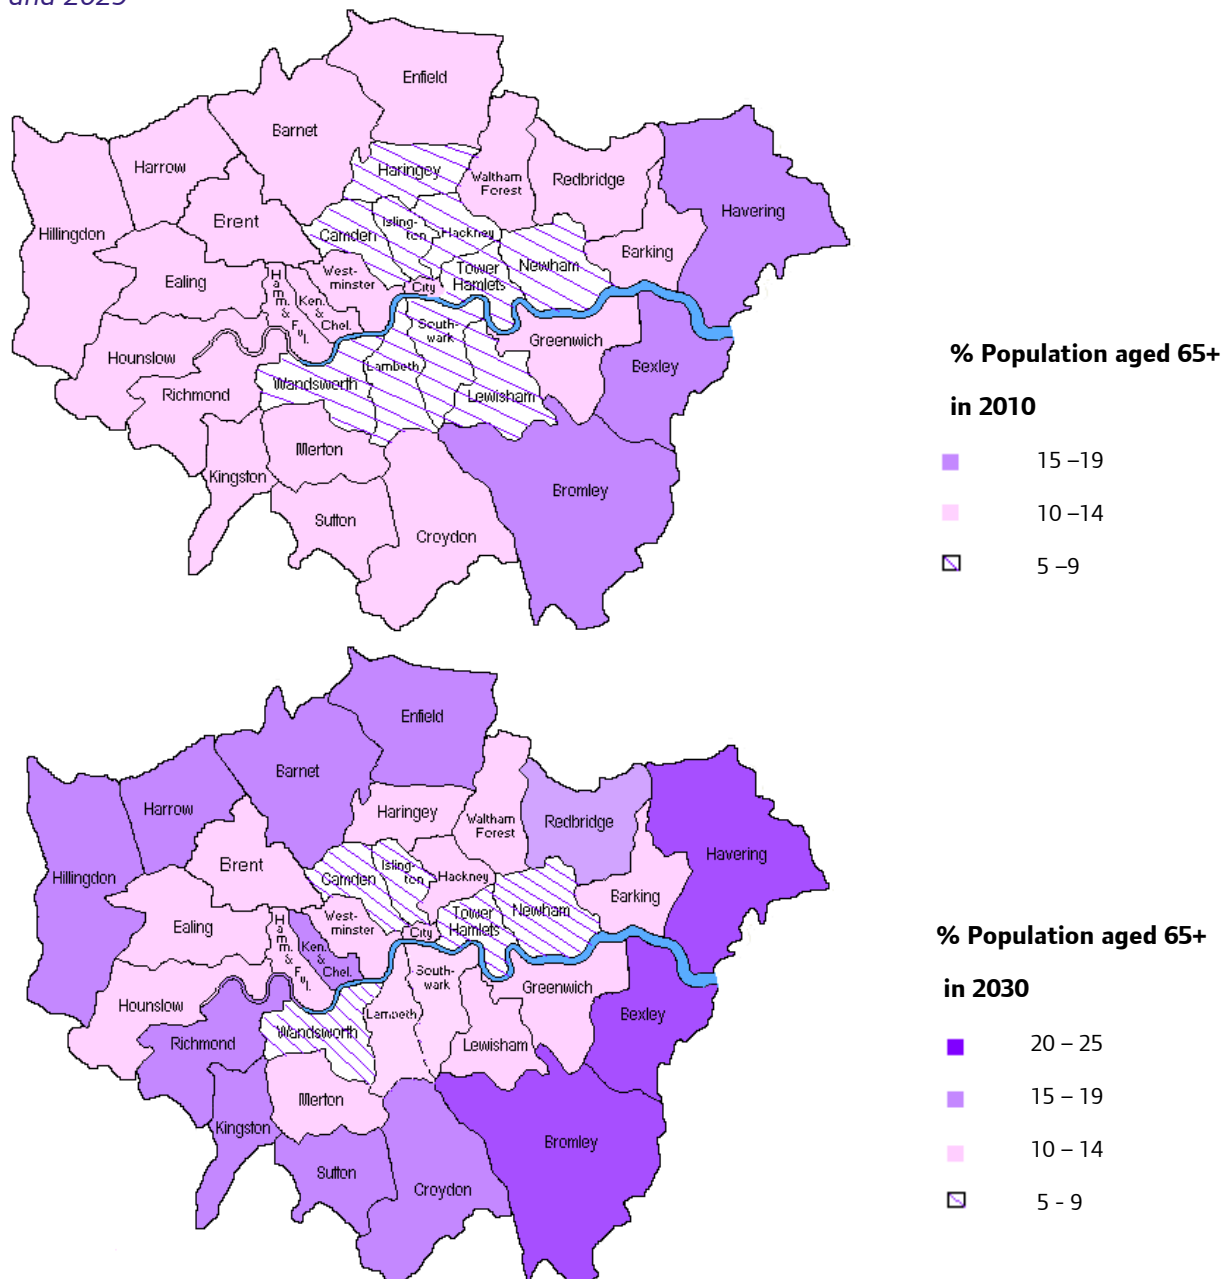 and 2029
Enfield
Barnet
Harrow
Haringey
Waltham
Forest
Redbridge
Havering
Hillingdon
Brent
Camden
Isling-
ton
Hackney
Newham
Barking
Ealing
West-
minster
City
Tower
Hamlets
Hamm.
&
Ful.
Ken.
&
Chel.
South-
wark
Greenwich
Hounslow
Richmond
Wandsworth
Lambeth
Lewisham
Bexley
Merton
Kingston
Sutton
Croydon
Bromley
% Population aged 65+
in 2010
15 –19
10 –14
5 –9
Enfield
Barnet
Harrow
Haringey
Waltham
Forest
Redbridge
Havering
Hillingdon
Brent
Camden
Isling-
ton
Hackney
Newham
Barking
Ealing
West-
minster
City
Tower
Hamlets
Hamm.
&
Ful.
Ken.
&
Chel.
South-
wark
Greenwich
Hounslow
Richmond
Wandsworth
Lambeth
Lewisham
Bexley
Merton
Kingston
Sutton
Croydon
Bromley
% Population aged 65+
in 2030
20 – 25
15 – 19
10 – 14
5 - 9